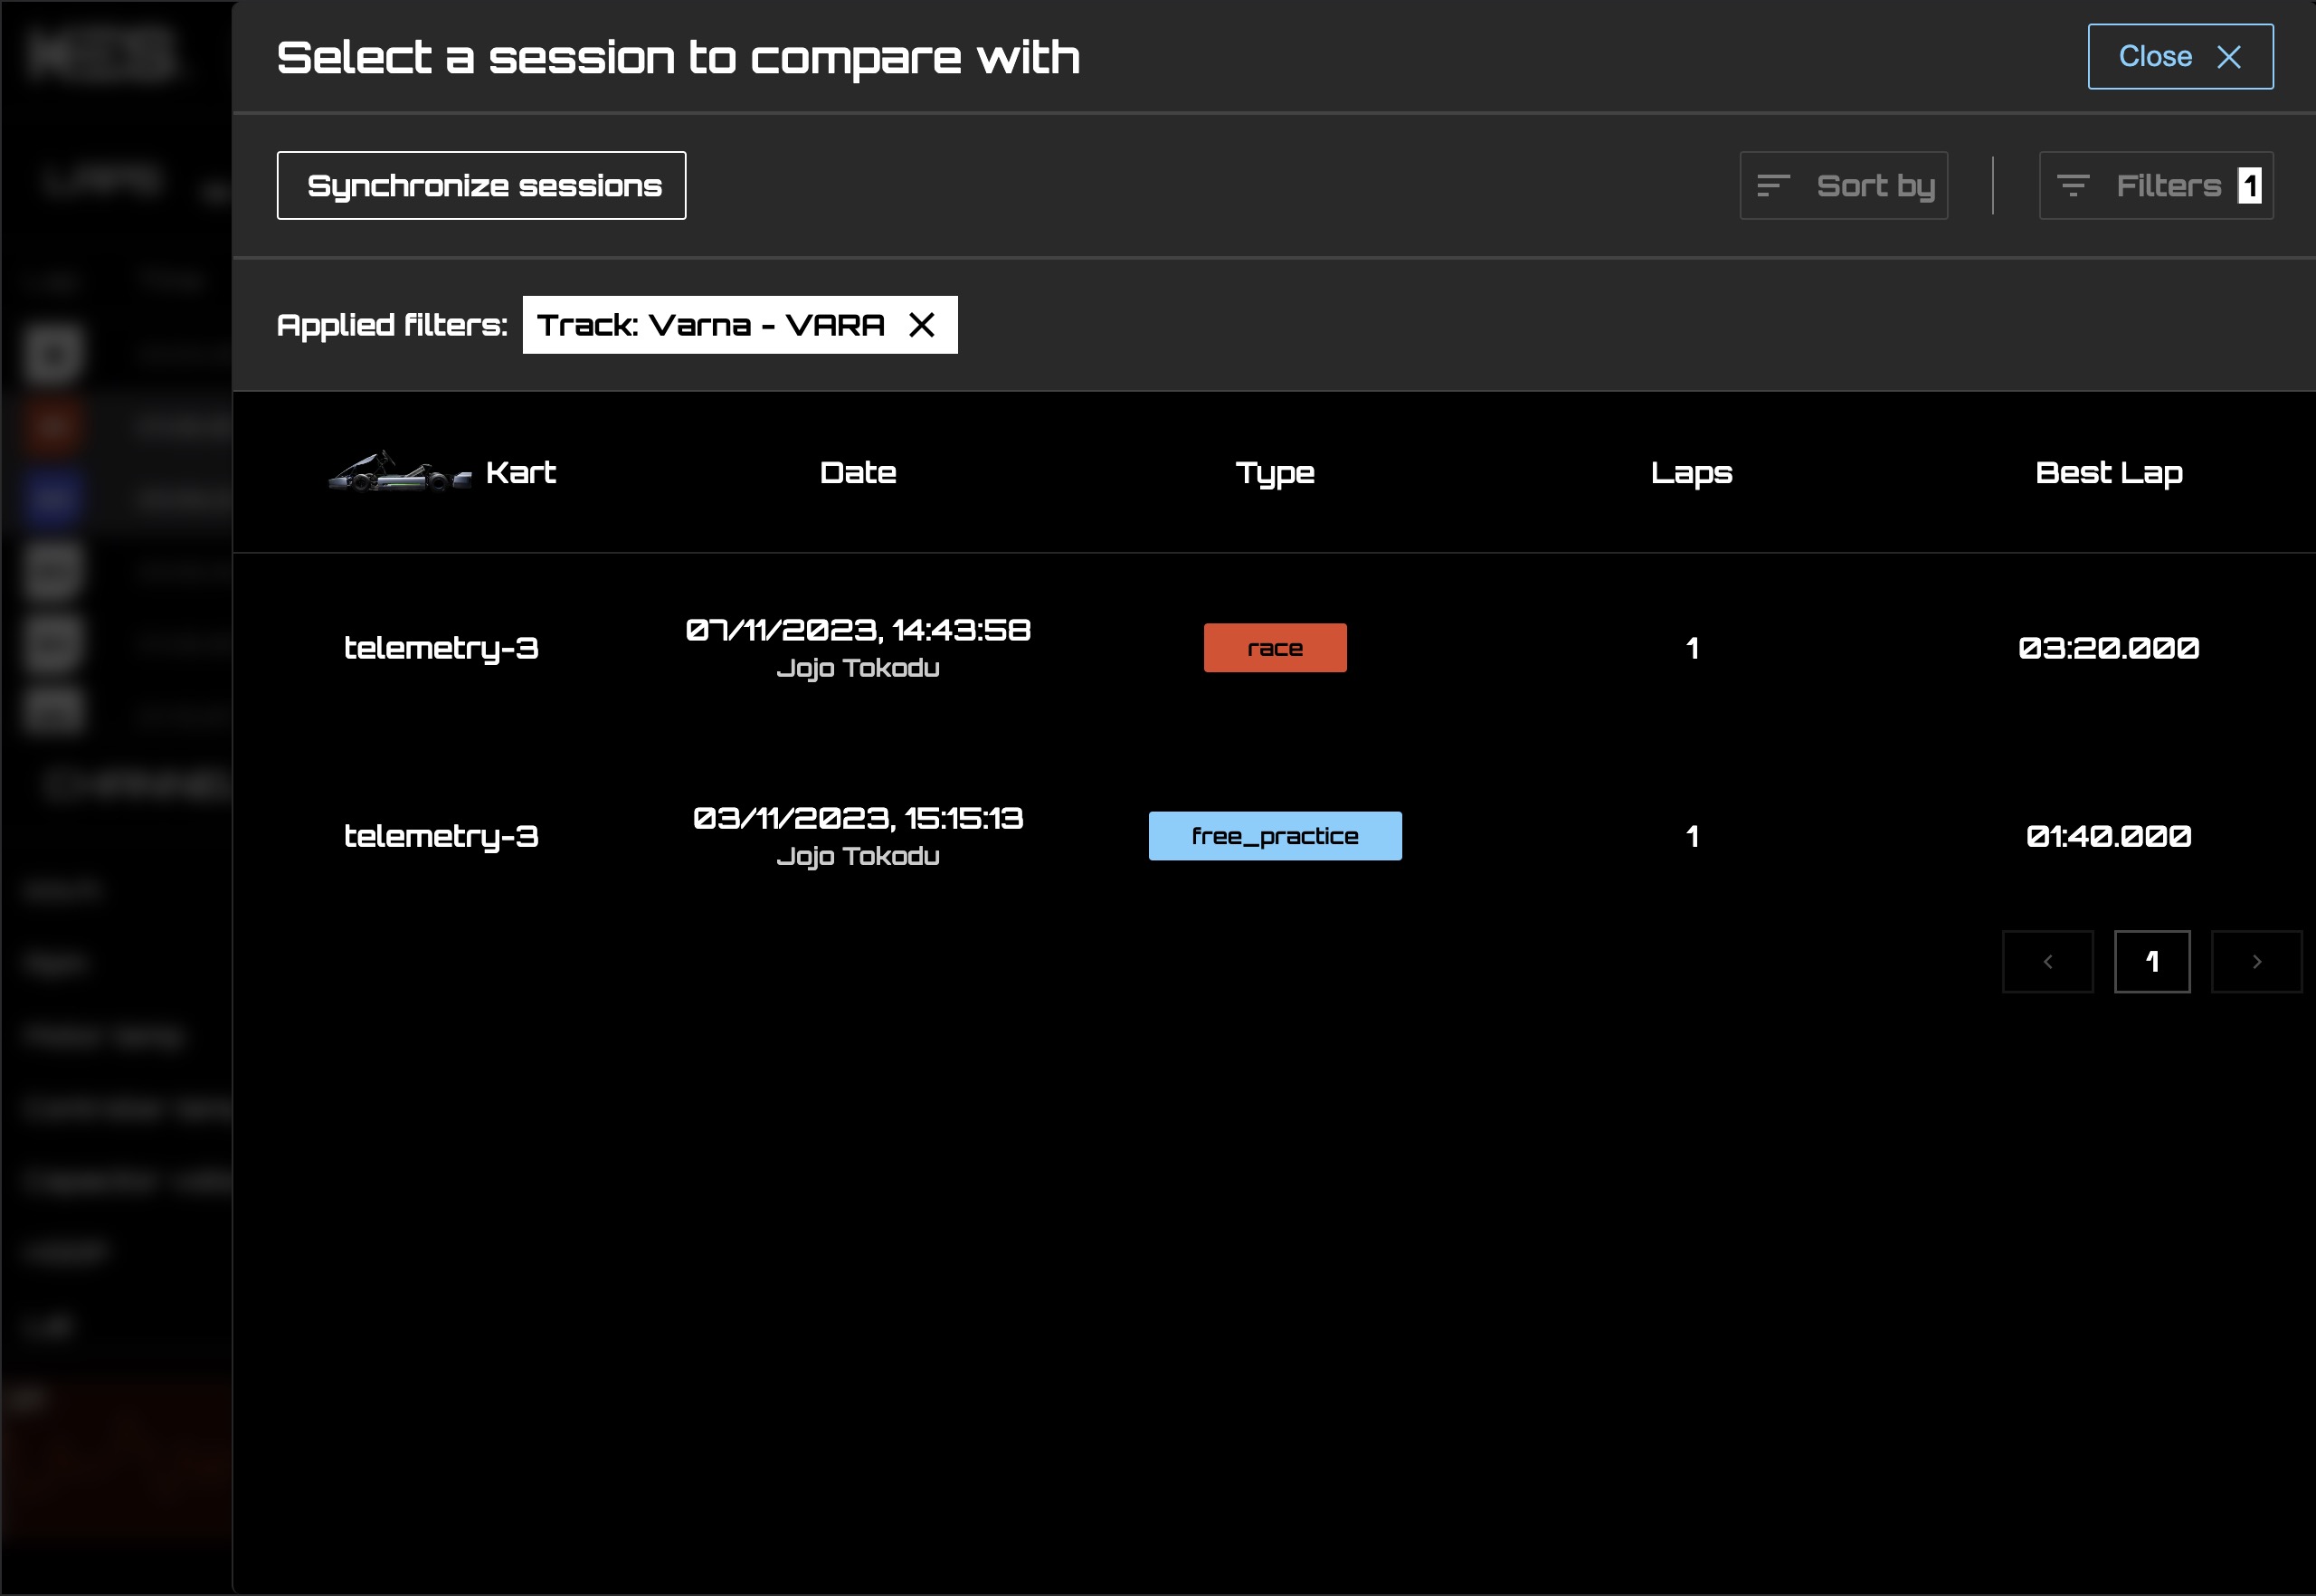 Select a session to compare with
Close
Synchronize sessions
Sort by
Filters 1
Applied filters: Track: Varna - VARA
Kart Date Type Laps Best Lap
telemetry-3 07/11/2023, 14:43:58 race 1 03:20.000
Jojo Tokodu
telemetry-3 03/11/2023, 15:15:13 free_practice 1 01:40.000
Jojo Tokodu
1
LAPS